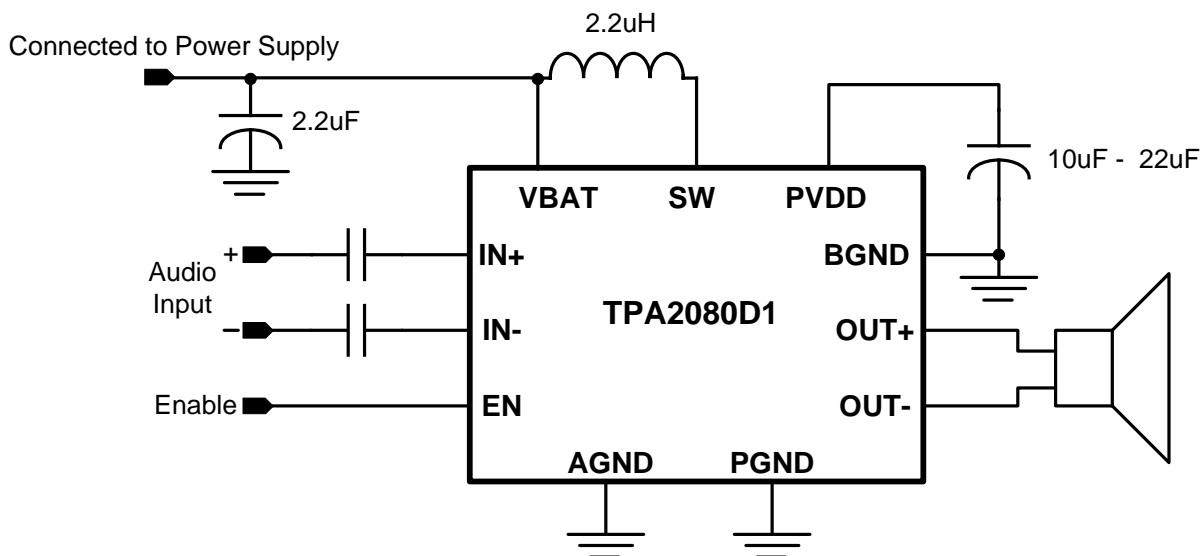 2.2uH
Connected to Power Supply
2.2uF
10uF - 22uF
VBAT
SW
PVDD
+
IN+
BGND
Audio
Input
TPA2080D1
–
IN-
OUT+
Enable
EN
OUT-
AGND
PGND